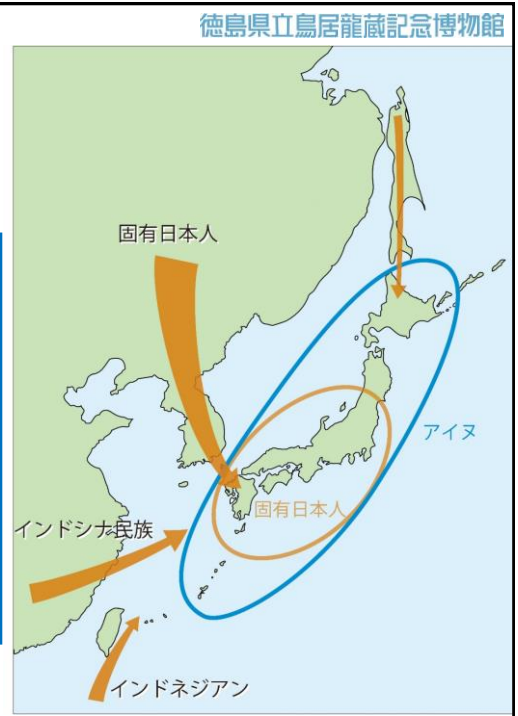 徳島県立鳥居龍蔵記念博物館
固有日本人
アイヌ
固有日本人
インドシナ民族
インドネジアン